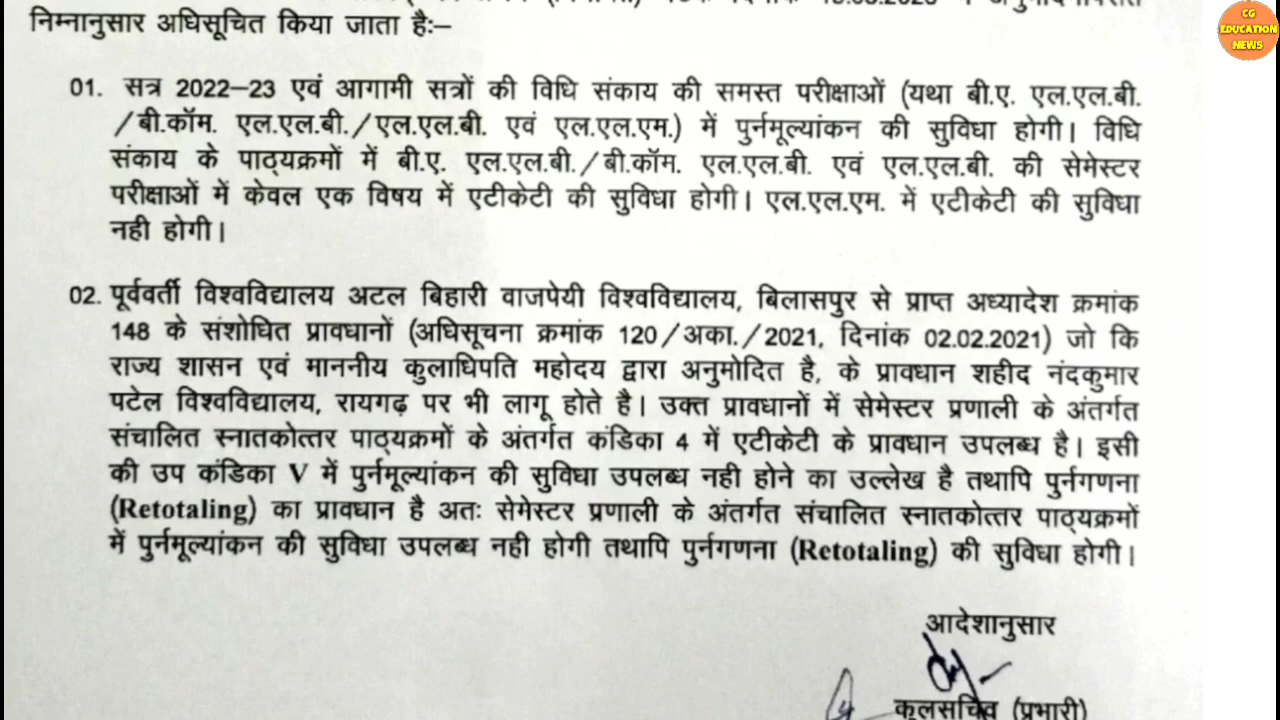 निम्नानुसार अधिसूचित किया जाता हैः–
CG
EDUCATION
NEWS
01. सत्र 2022–23 एवं आगामी सत्रों की विधि संकाय की समस्त परीक्षाओं (यथा बी.ए. एल.एल.बी.
/बी.कॉम. एल.एल.बी./एल.एल.बी. एवं एल.एल.एम.) में पुर्नमूल्यांकन की सुविधा होगी। विधि
संकाय के पाठ्यक्रमों में बी.ए. एल.एल.बी./बी.कॉम. एल.एल.बी. एवं एल.एल.बी. की सेमेस्टर
परीक्षाओं में केवल एक विषय में एटीकेटी की सुविधा होगी। एल.एल.एम. में एटीकेटी की सुविधा
नही होगी।
02. पूर्ववर्ती विश्वविद्यालय अटल बिहारी वाजपेयी विश्वविद्यालय, बिलासपुर से प्राप्त अध्यादेश क्रमांक
148 के संशोधित प्रावधानों (अधिसूचना क्रमांक 120/अका./2021, दिनांक 02.02.2021) जो कि
राज्य शासन एवं माननीय कुलाधिपति महोदय द्वारा अनुमोदित है, के प्रावधान शहीद नंदकुमार
पटेल विश्वविद्यालय, रायगढ़ पर भी लागू होते है। उक्त प्रावधानों में सेमेस्टर प्रणाली के अंतर्गत
संचालित स्नातकोत्तर पाठ्यक्रमों के अंतर्गत कंडिका 4 में एटीकेटी के प्रावधान उपलब्ध है। इसी
की उप कंडिका V में पुर्नमूल्यांकन की सुविधा उपलब्ध नही होने का उल्लेख है तथापि पुर्नगणना
(Retotaling) का प्रावधान है अतः सेमेस्टर प्रणाली के अंतर्गत संचालित स्नातकोत्तर पाठ्यक्रमों
में पुर्नमूल्यांकन की सुविधा उपलब्ध नही होगी तथापि पुर्नगणना (Retotaling) की सुविधा होगी।
आदेशानुसार
कुलसचिव (प्रभारी)